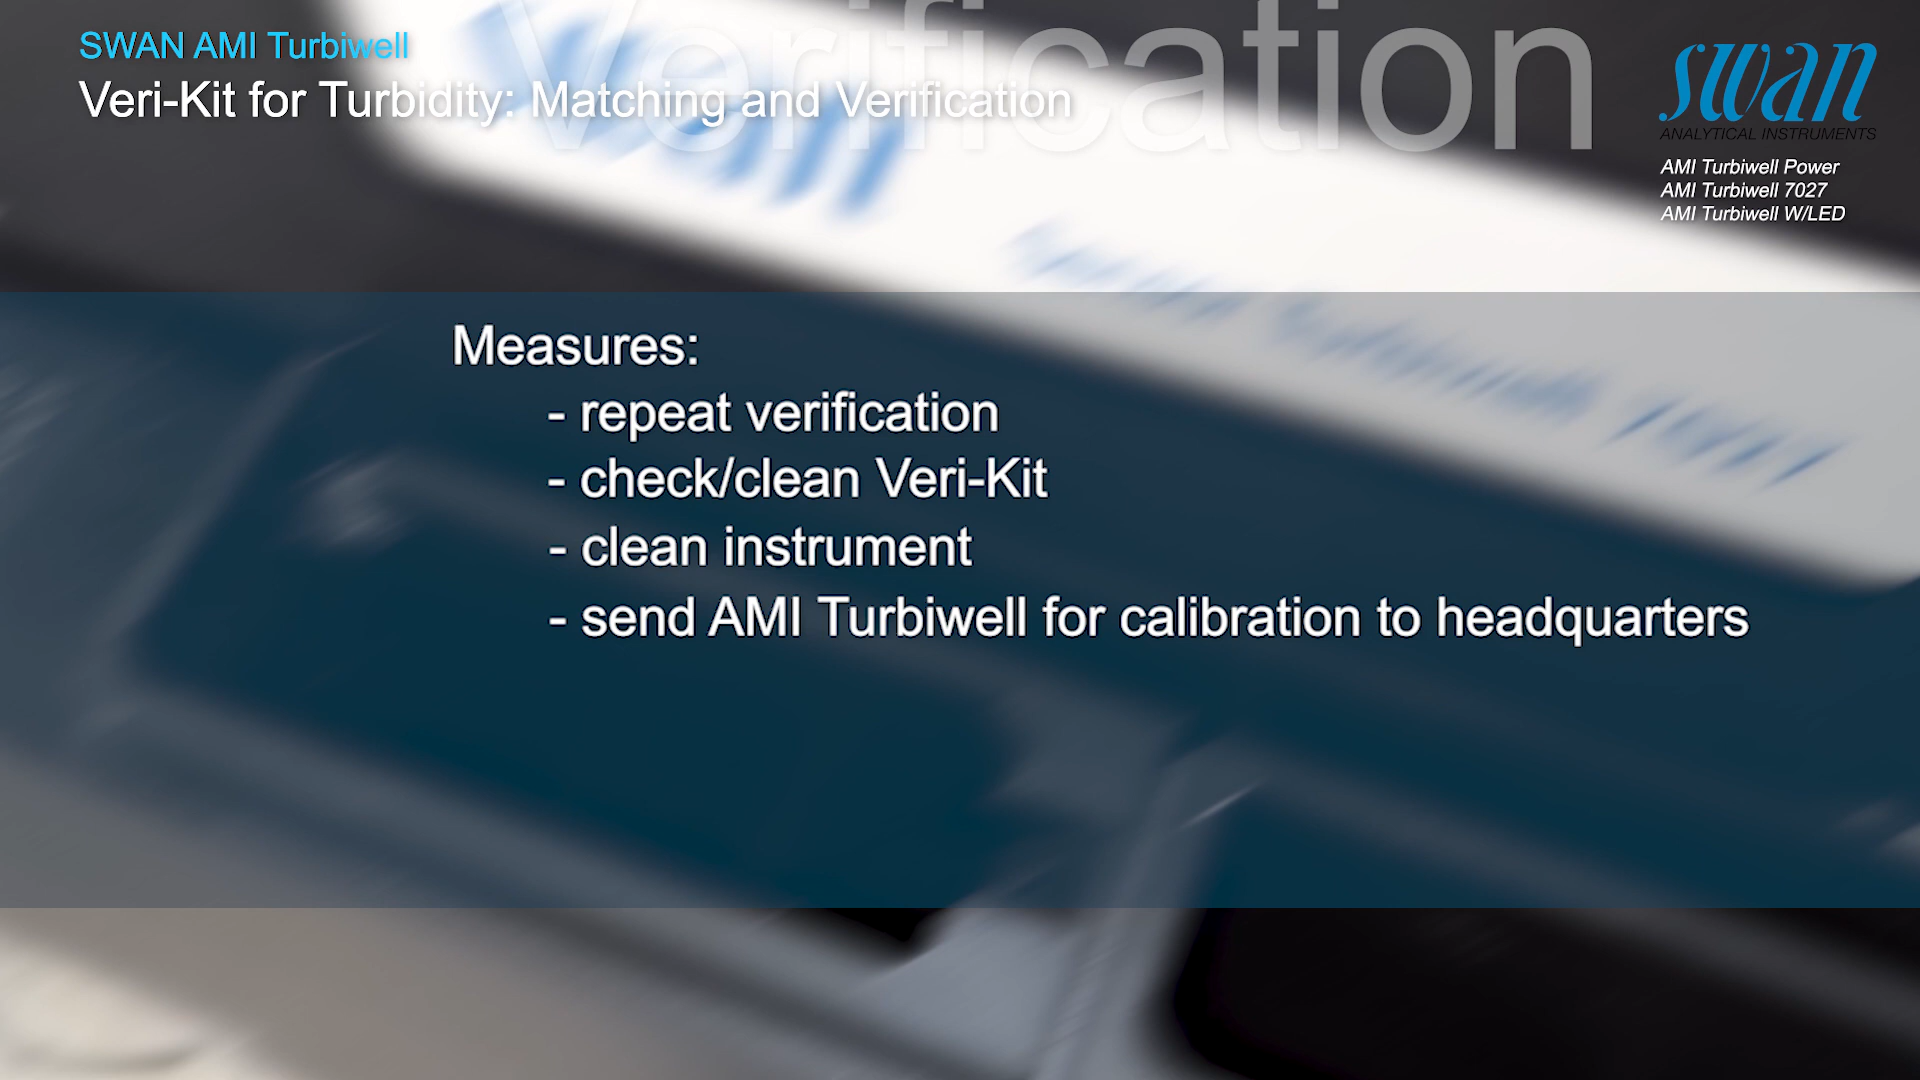 Verification
SWAN AMI Turbiwell
Veri-Kit for Turbidity: Matching and Verification
swan
ANALYTICAL INSTRUMENTS
AMI Turbiwell Power
AMI Turbiwell 7027
AMI Turbiwell W/LED
swan
Measures:
- repeat verification
- check/clean Veri-Kit
- clean instrument
- send AMI Turbiwell for calibration to headquarters